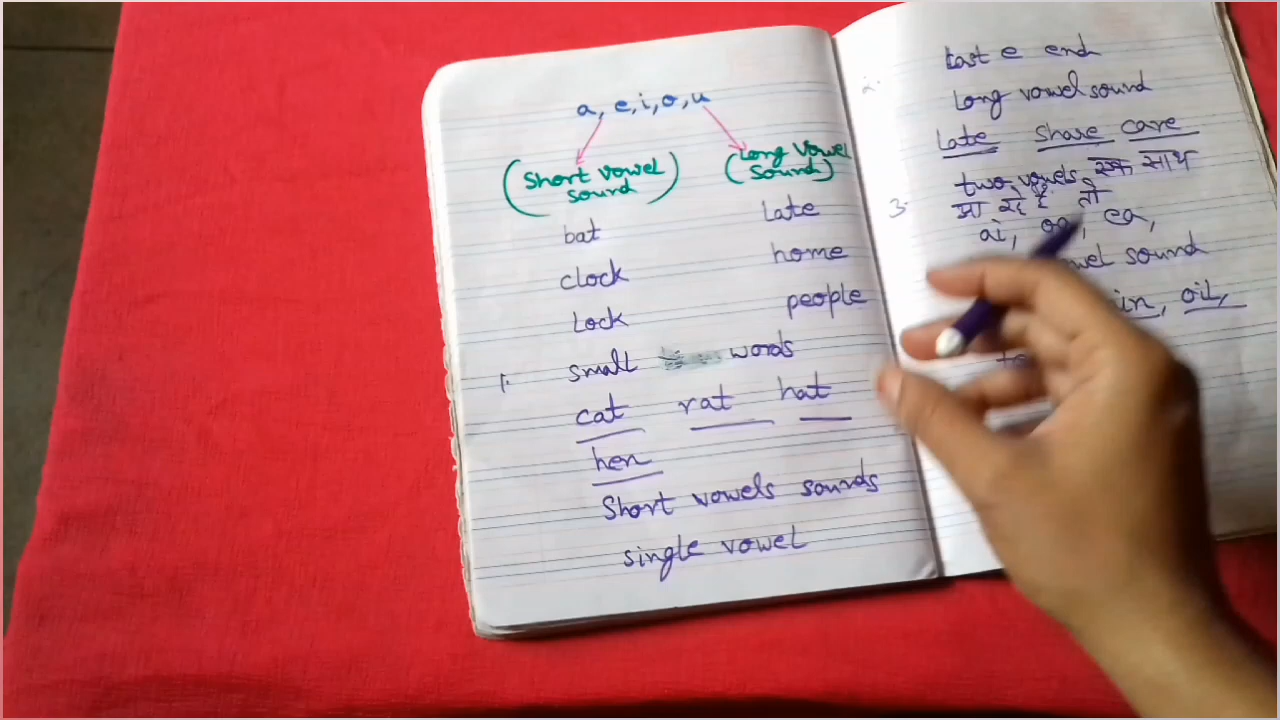 a, e, i, o, u
(Short vowel sound)
(Long Vowel Sound)
bat
late
clock
home
Lock
people
1. small words
cat rat hat
hen
Short vowels sounds
single vowel
2. Last e end
Long vowel sound
Late share care
3. two vowels एक साथ
आ रहे हैं तो
ai, oa, ea,
sound
oil,